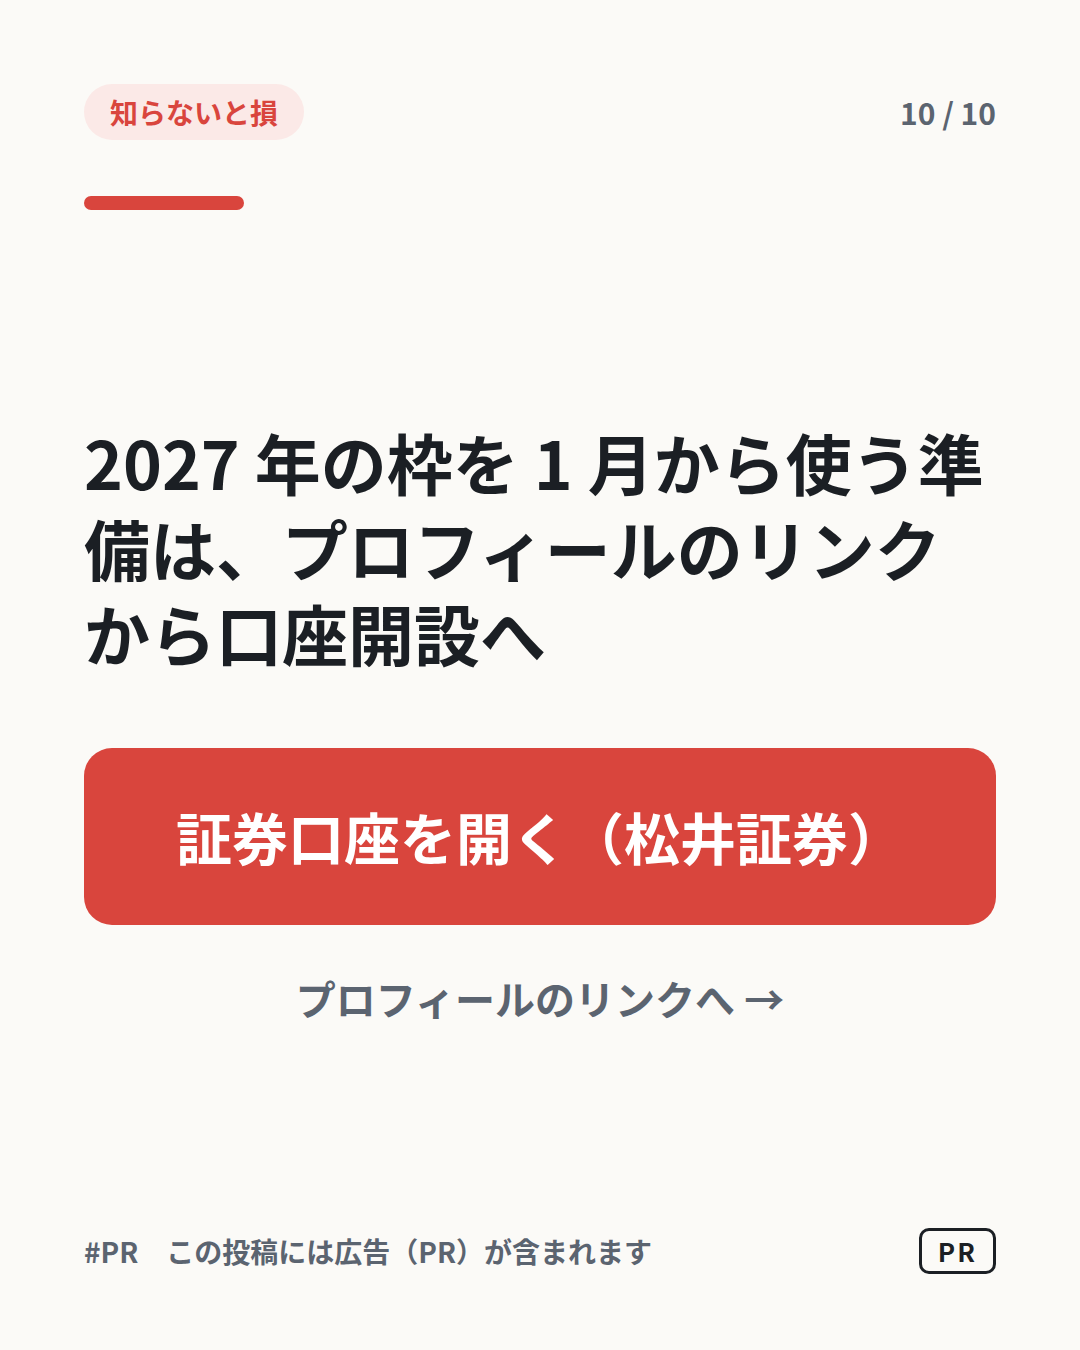 知らないと損
10 / 10
2027 年の枠を 1 月から使う準
備は、プロフィールのリンク
から口座開設へ
証券口座を開く（松井証券）
プロフィールのリンクへ →
#PR　この投稿には広告（PR）が含まれます
PR